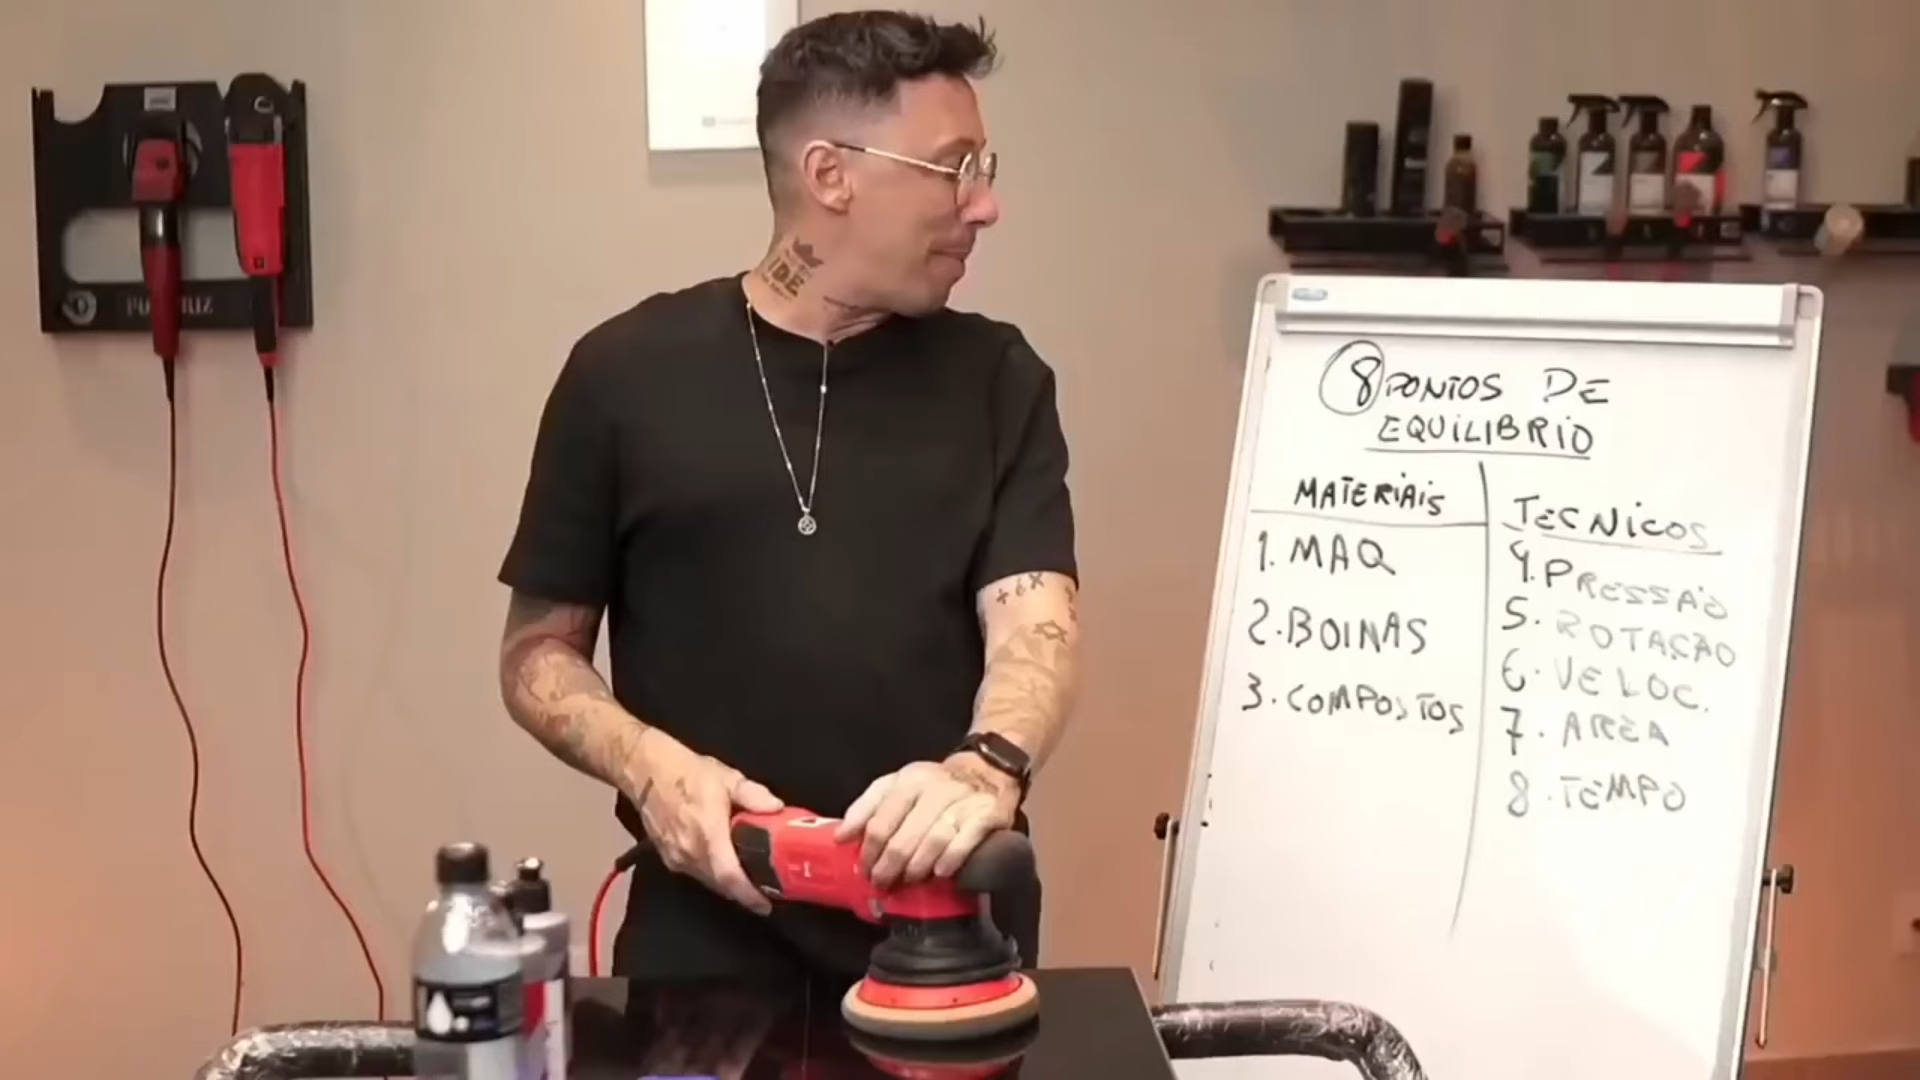 8 PONTOS DE
EQUILIBRIO
MATERIAIS
1. MAQ
2. BOINAS
3. COMPOSTOS
TECNICOS
4. PRESSÃO
5. ROTAÇÃO
6. VELOC.
7. AREA
8. TEMPO